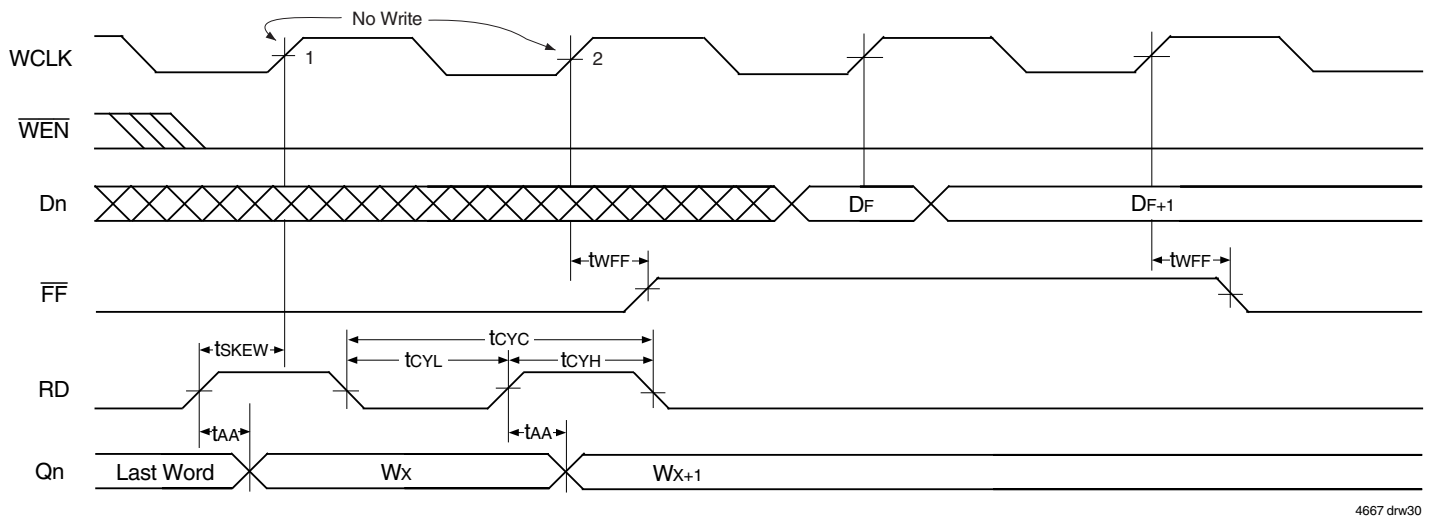 No Write
WCLK 1 2
WEN
Dn DF DF+1
tWFF tWFF
FF
tCYC
tSKEW tCYL tCYH
RD
tAA tAA
Qn Last Word WX WX+1
4667 drw30